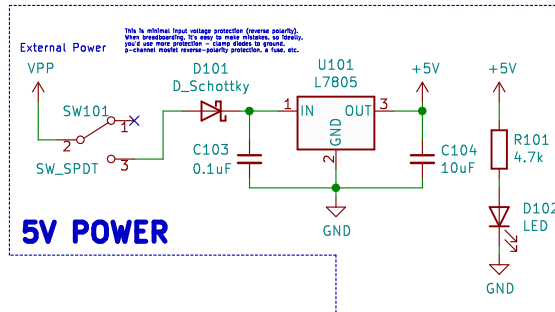 This is minimal input voltage protection (reverse polarity).
When breadboarding, it's easy to make mistakes, so ideally,
you'd use more protection - clamp diodes to ground,
p-channel mosfet reverse-polarity protection, a fuse, etc.
External Power
VPP
D101
D_Schottky
U101
L7805
+5V
+5V
SW101
1
2
3
SW_SPDT
1
IN
OUT
3
GND
2
C103
0.1uF
C104
10uF
R101
4.7k
D102
LED
5V POWER
GND
GND